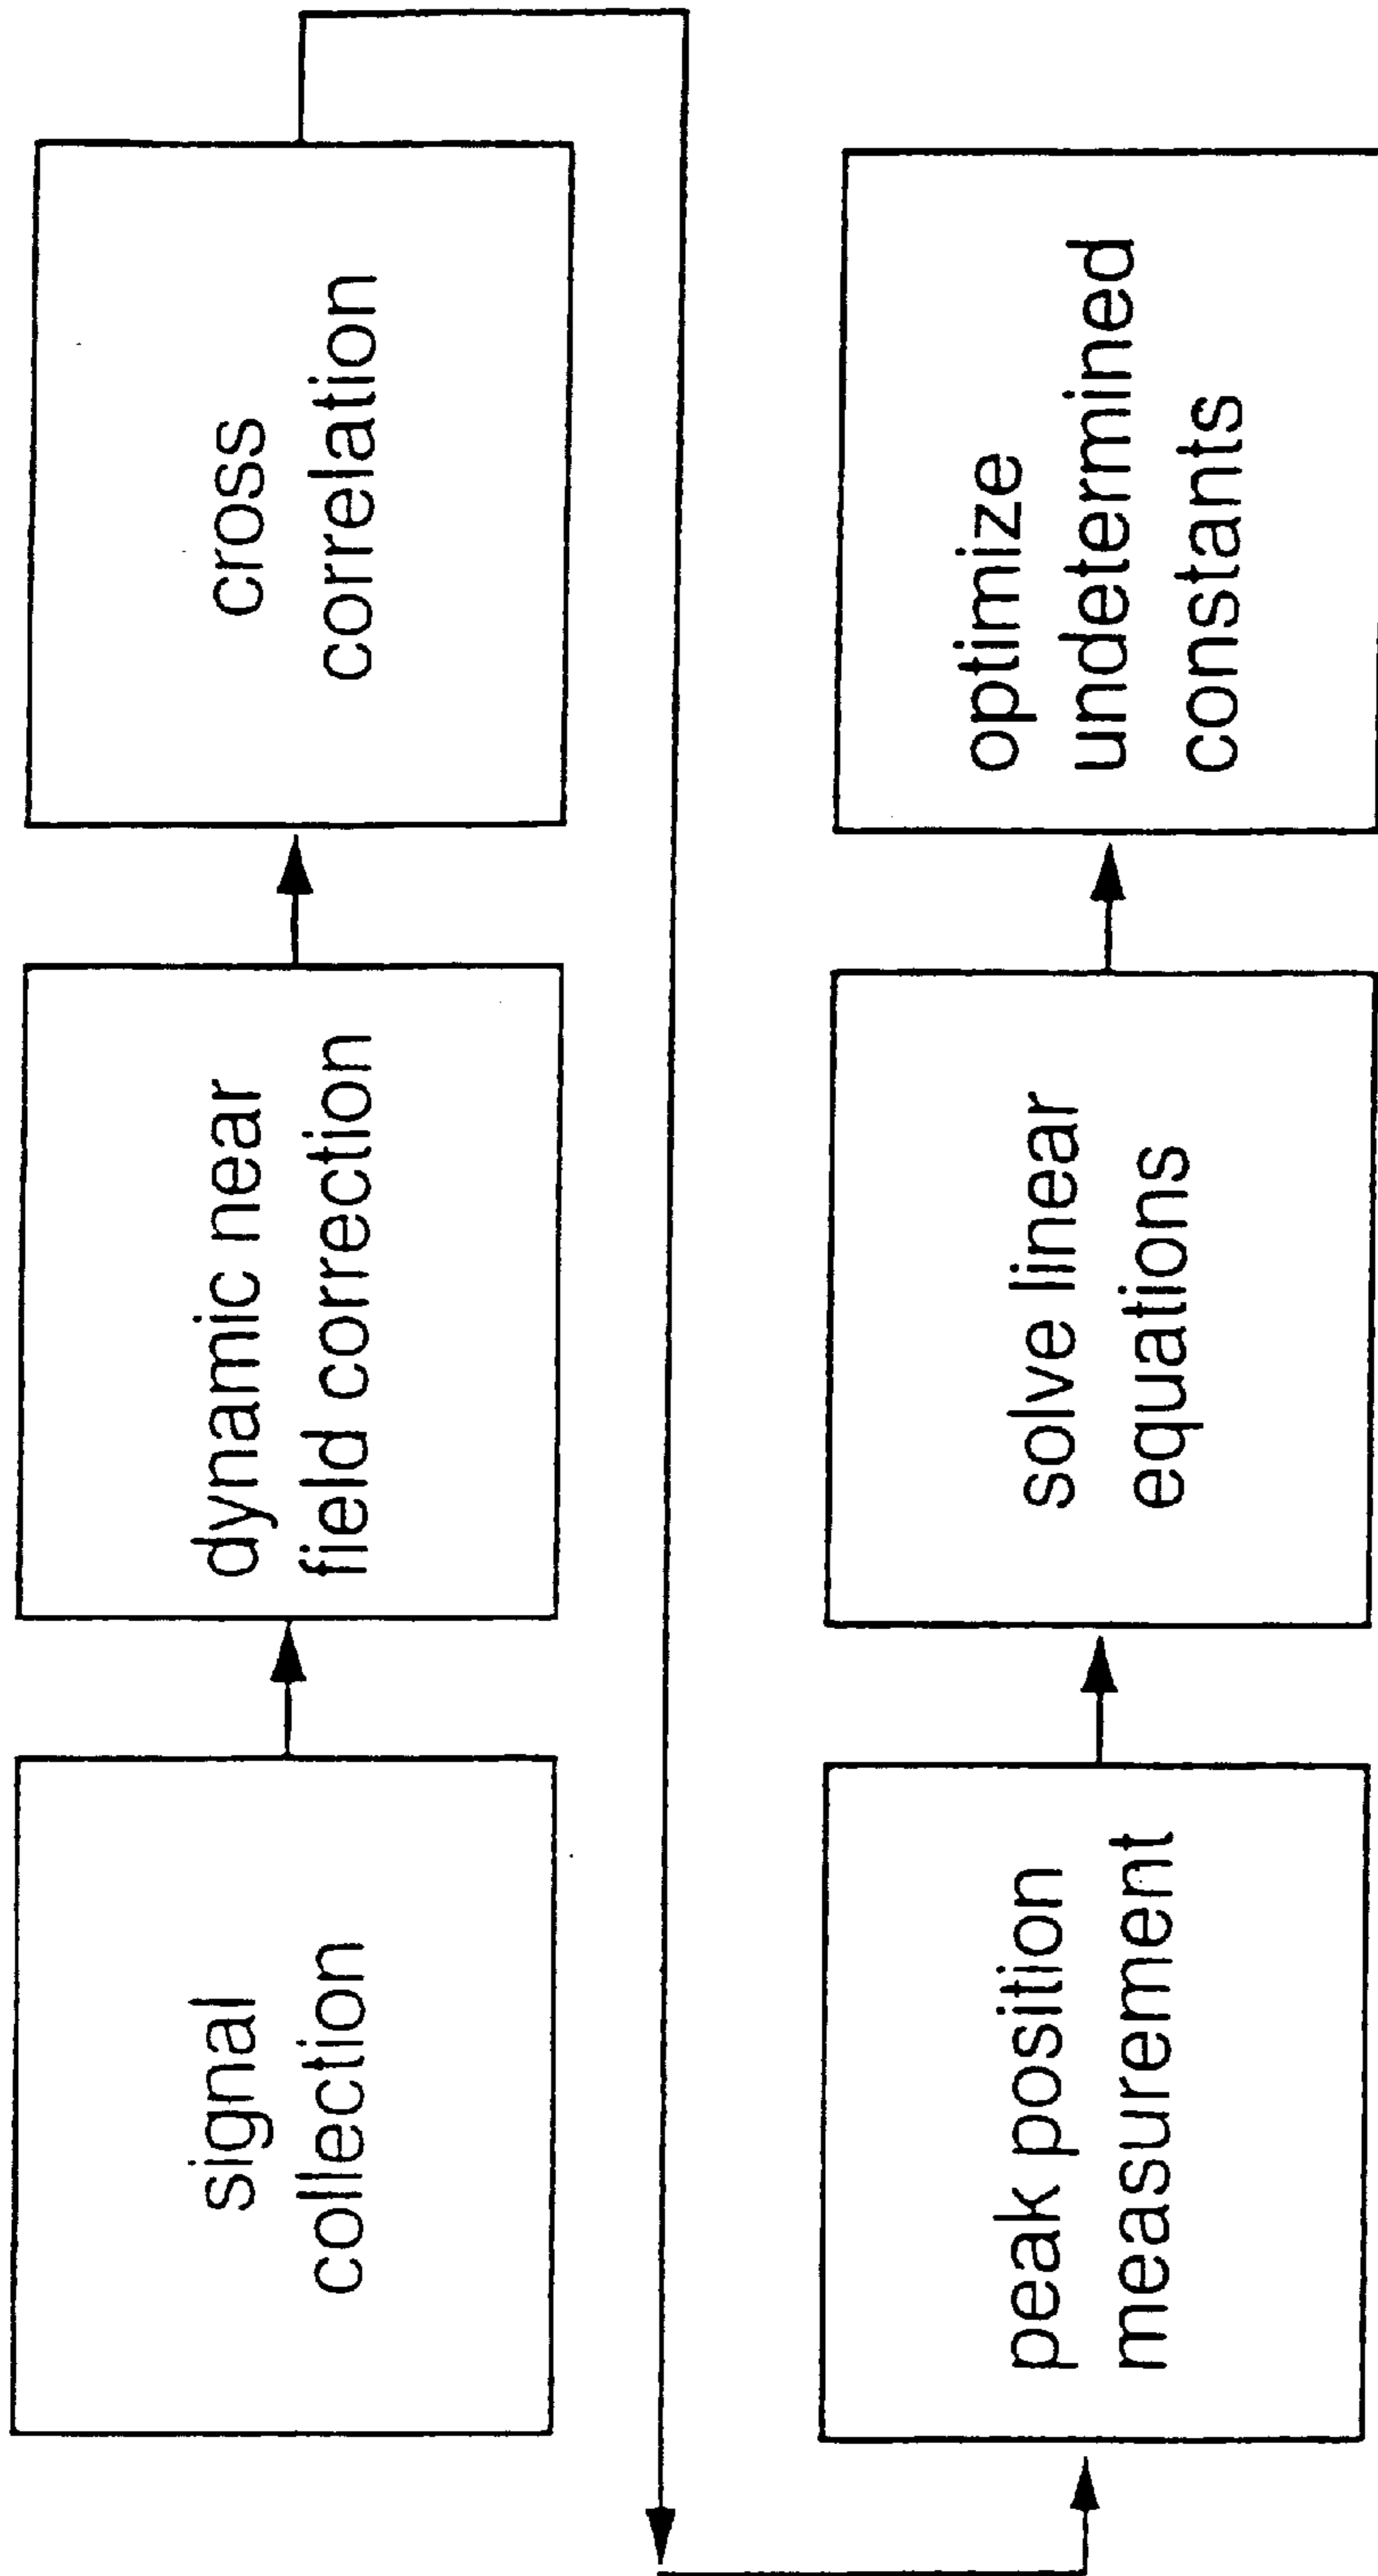 signal
collection
dynamic near
field correction
cross
correlation
peak position
measurement
solve linear
equations
optimize
undetermined
constants